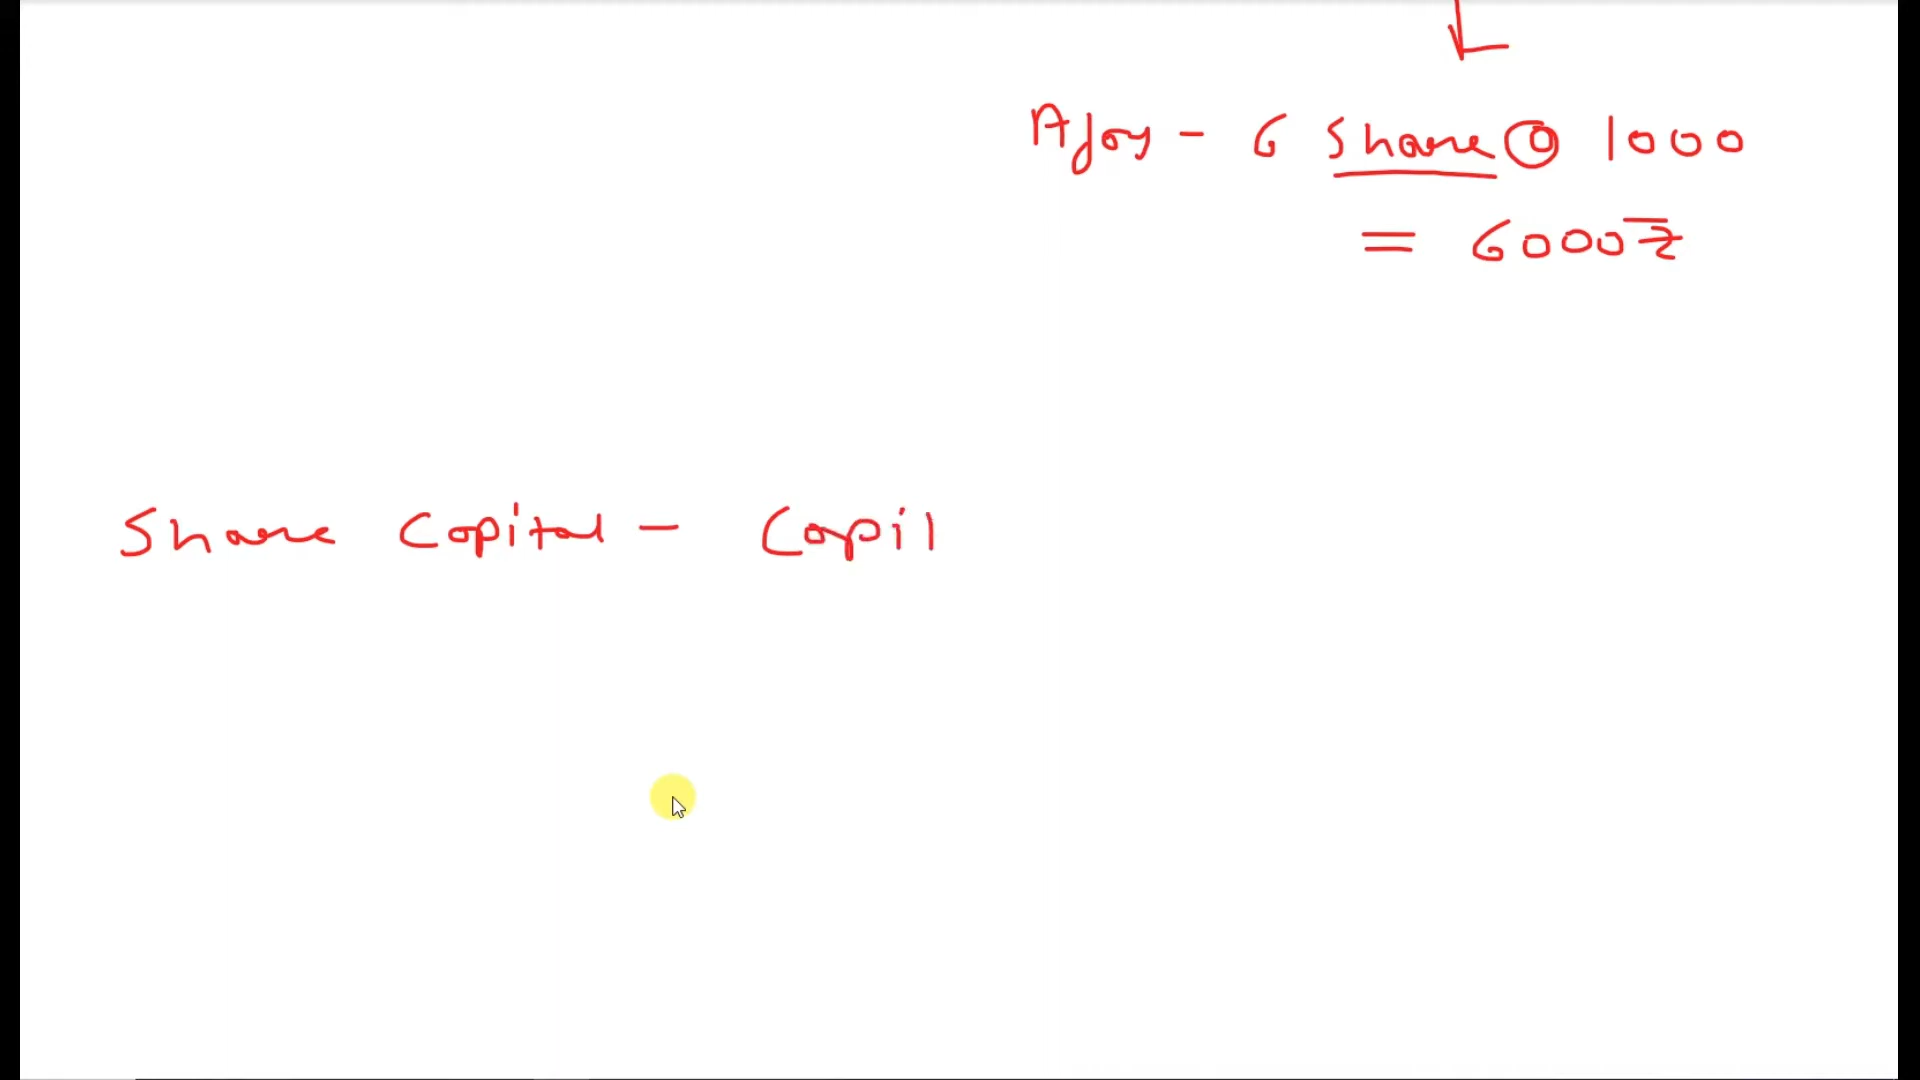 Ajoy - 6 Share @ 1000
= 6000
Share Capital - Capil